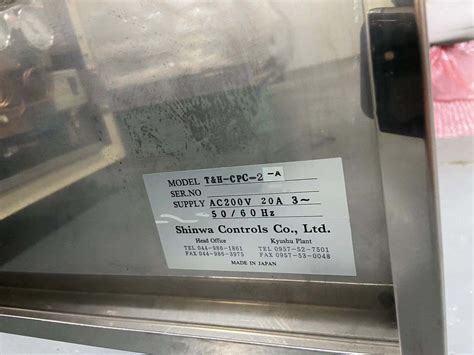 MODEL T&H-CPC-2-A
SER.NO
SUPPLY AC200V 20A 3~
50/60Hz
Shinwa Controls Co., Ltd.
Head Office Kyushu Plant
TEL 044-986-1861 TEL 0957-52-7501
FAX 044-986-3975 FAX 0957-53-0048
MADE IN JAPAN